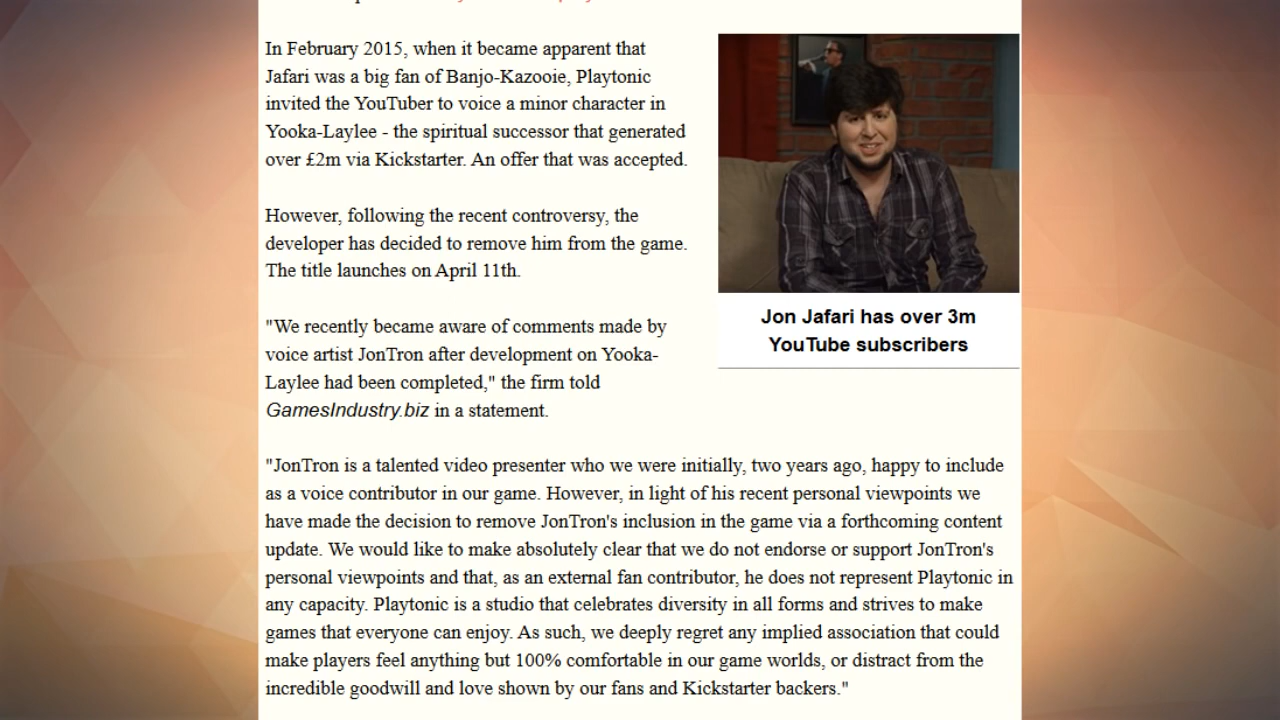 In February 2015, when it became apparent that
Jafari was a big fan of Banjo-Kazooie, Playtonic
invited the YouTuber to voice a minor character in
Yooka-Laylee - the spiritual successor that generated
over £2m via Kickstarter. An offer that was accepted.
However, following the recent controversy, the
developer has decided to remove him from the game.
The title launches on April 11th.
"We recently became aware of comments made by
voice artist JonTron after development on Yooka-
Laylee had been completed," the firm told
GamesIndustry.biz in a statement.
Jon Jafari has over 3m
YouTube subscribers
"JonTron is a talented video presenter who we were initially, two years ago, happy to include
as a voice contributor in our game. However, in light of his recent personal viewpoints we
have made the decision to remove JonTron's inclusion in the game via a forthcoming content
update. We would like to make absolutely clear that we do not endorse or support JonTron's
personal viewpoints and that, as an external fan contributor, he does not represent Playtonic in
any capacity. Playtonic is a studio that celebrates diversity in all forms and strives to make
games that everyone can enjoy. As such, we deeply regret any implied association that could
make players feel anything but 100% comfortable in our game worlds, or distract from the
incredible goodwill and love shown by our fans and Kickstarter backers."